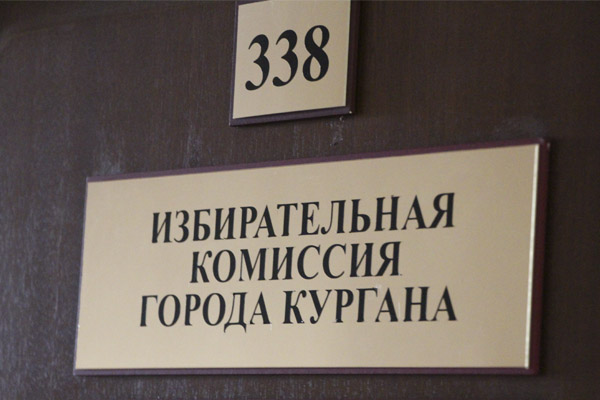 338
ИЗБИРАТЕЛЬНАЯ
КОМИССИЯ
ГОРОДА КУРГАНА